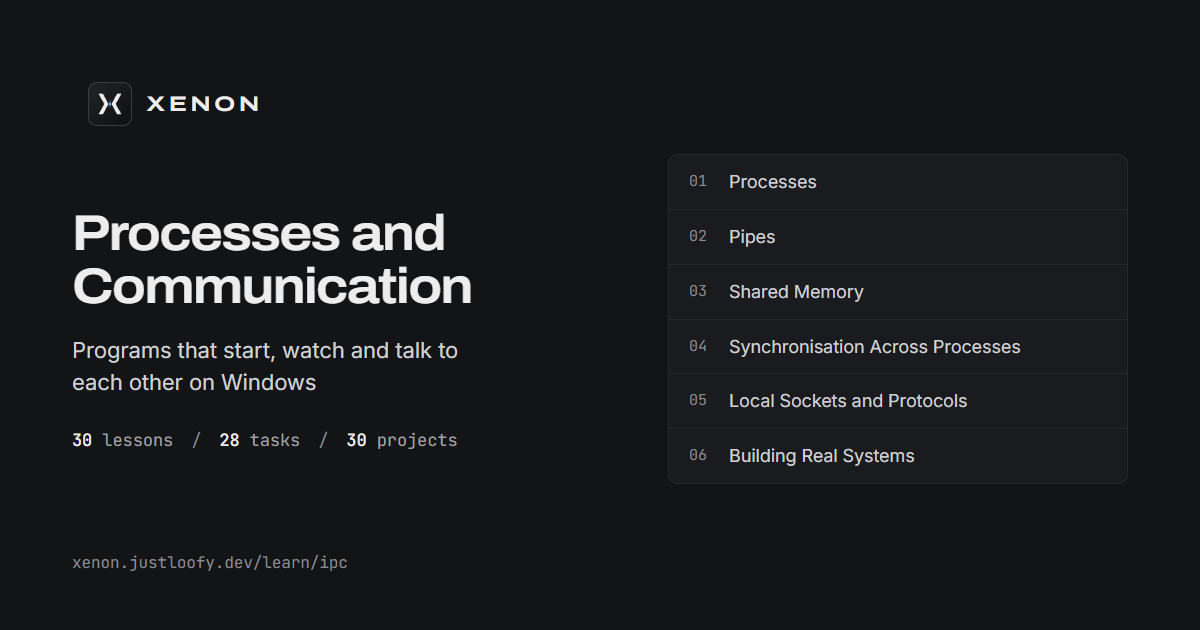 XENON
Processes and
Communication
Programs that start, watch and talk to
each other on Windows
30 lessons / 28 tasks / 30 projects
xenon.justloofy.dev/learn/ipc
01 Processes
02 Pipes
03 Shared Memory
04 Synchronisation Across Processes
05 Local Sockets and Protocols
06 Building Real Systems